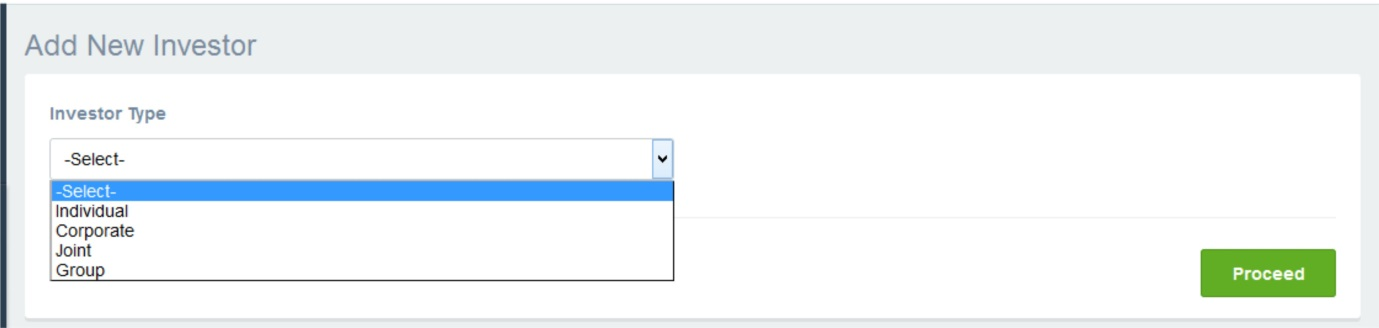 Add New Investor
Investor Type
-Select-
-Select-
Individual
Corporate
Joint
Group
Proceed